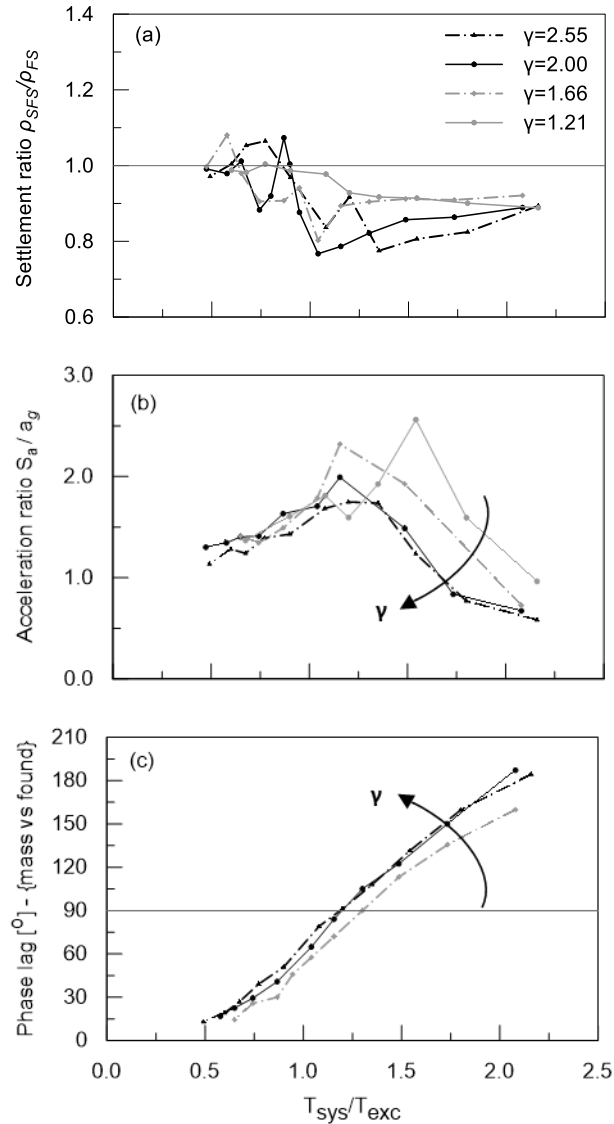 1.4
1.2
1.0
0.8
0.6
Settlement ratio ρSFS/ρFS
(a)
γ=2.55
γ=2.00
γ=1.66
γ=1.21
3.0
2.0
1.0
0.0
Acceleration ratio Sa / ag
(b)
γ
210
180
150
120
90
60
30
0
Phase lag [o] - {mass vs found}
(c)
γ
0.0 0.5 1.0 1.5 2.0 2.5
Tsys/Texc